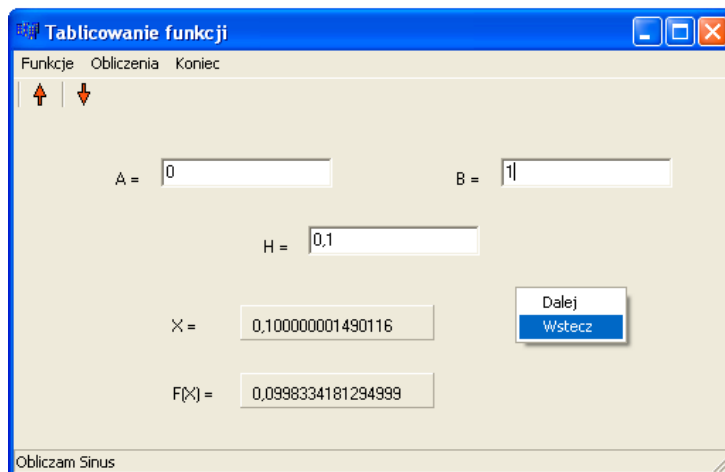 Tablicowanie funkcji
Funkcje Obliczenia Koniec
A = 0 B = 1
H = 0,1
Dalej
Wstecz
X = 0,100000001490116
F(X) = 0,0998334181294999
Obliczam Sinus